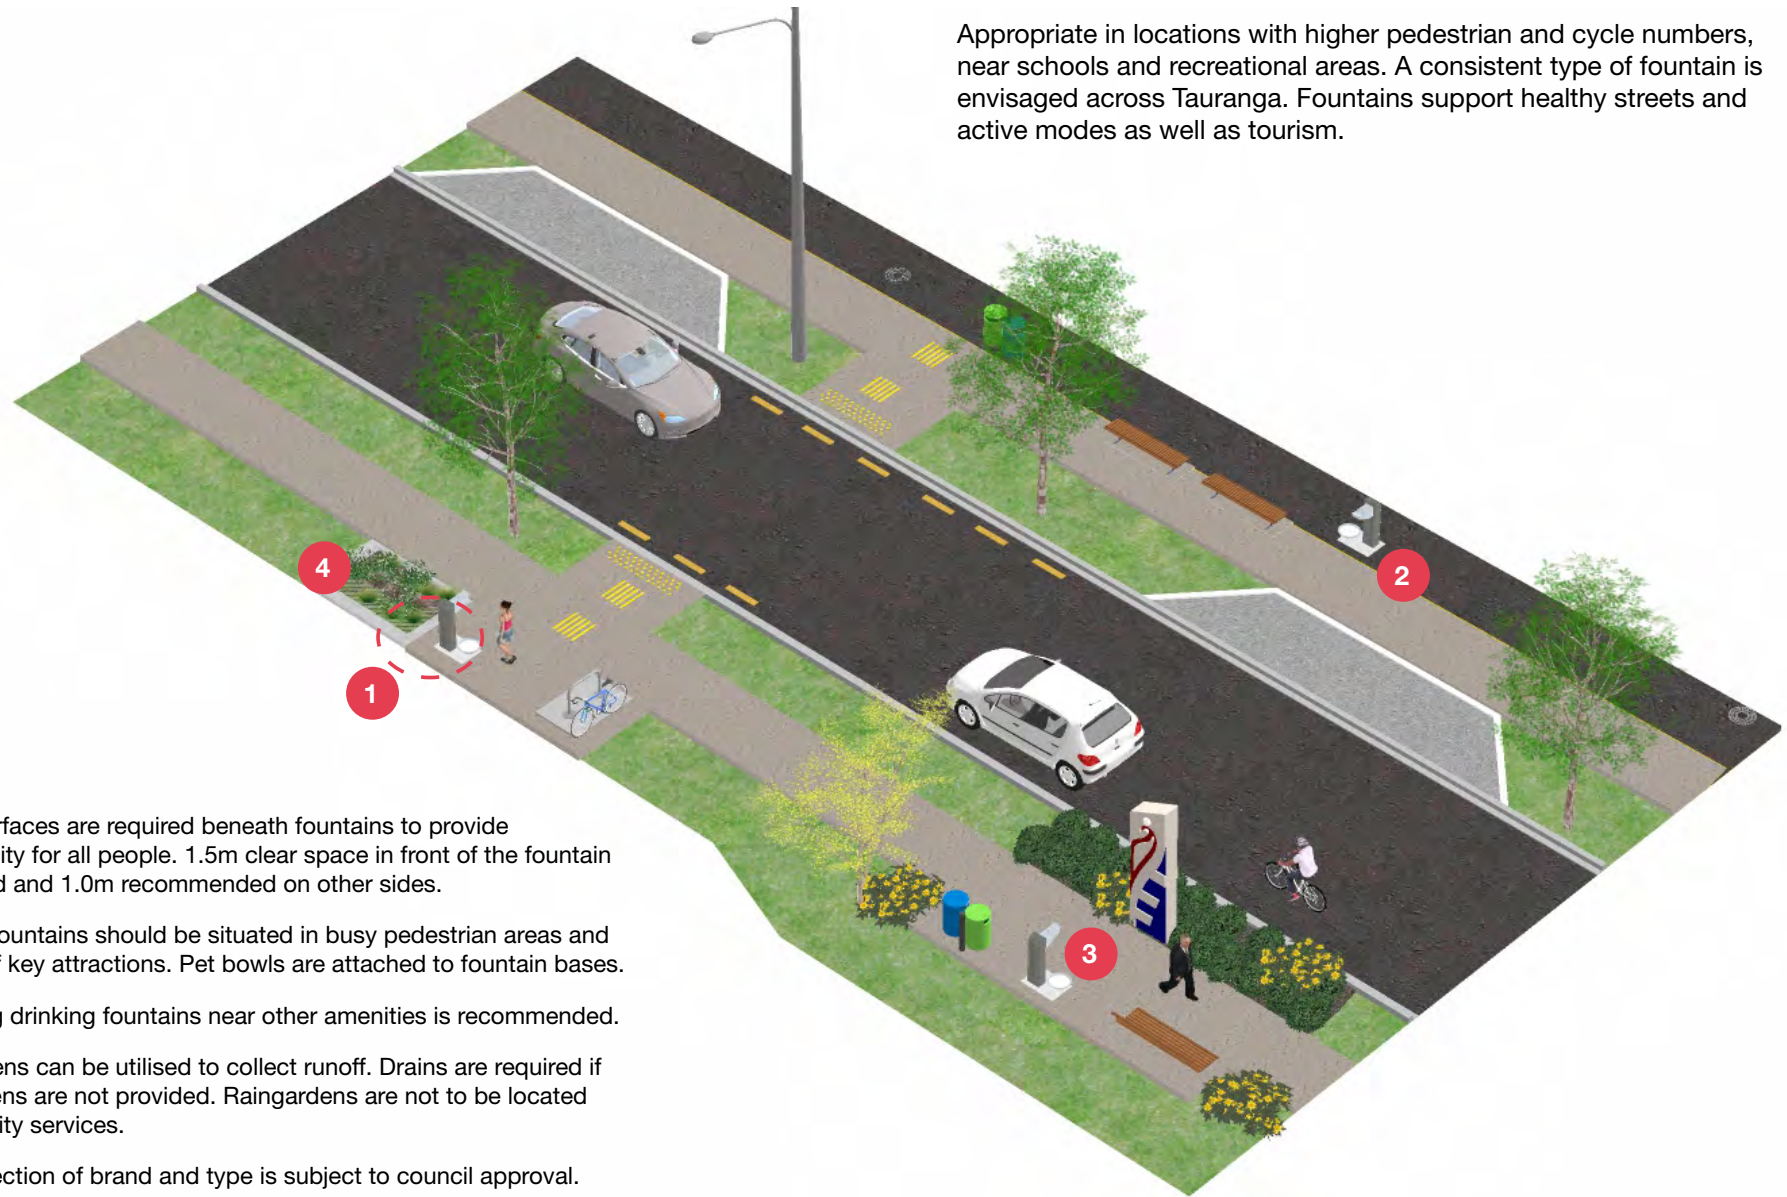 Appropriate in locations with higher pedestrian and cycle numbers,
near schools and recreational areas. A consistent type of fountain is
envisaged across Tauranga. Fountains support healthy streets and
active modes as well as tourism.
4
2
1
3
rfaces are required beneath fountains to provide
ity for all people. 1.5m clear space in front of the fountain
d and 1.0m recommended on other sides.
ountains should be situated in busy pedestrian areas and
f key attractions. Pet bowls are attached to fountain bases.
g drinking fountains near other amenities is recommended.
ens can be utilised to collect runoff. Drains are required if
ens are not provided. Raingardens are not to be located
ity services.
ection of brand and type is subject to council approval.